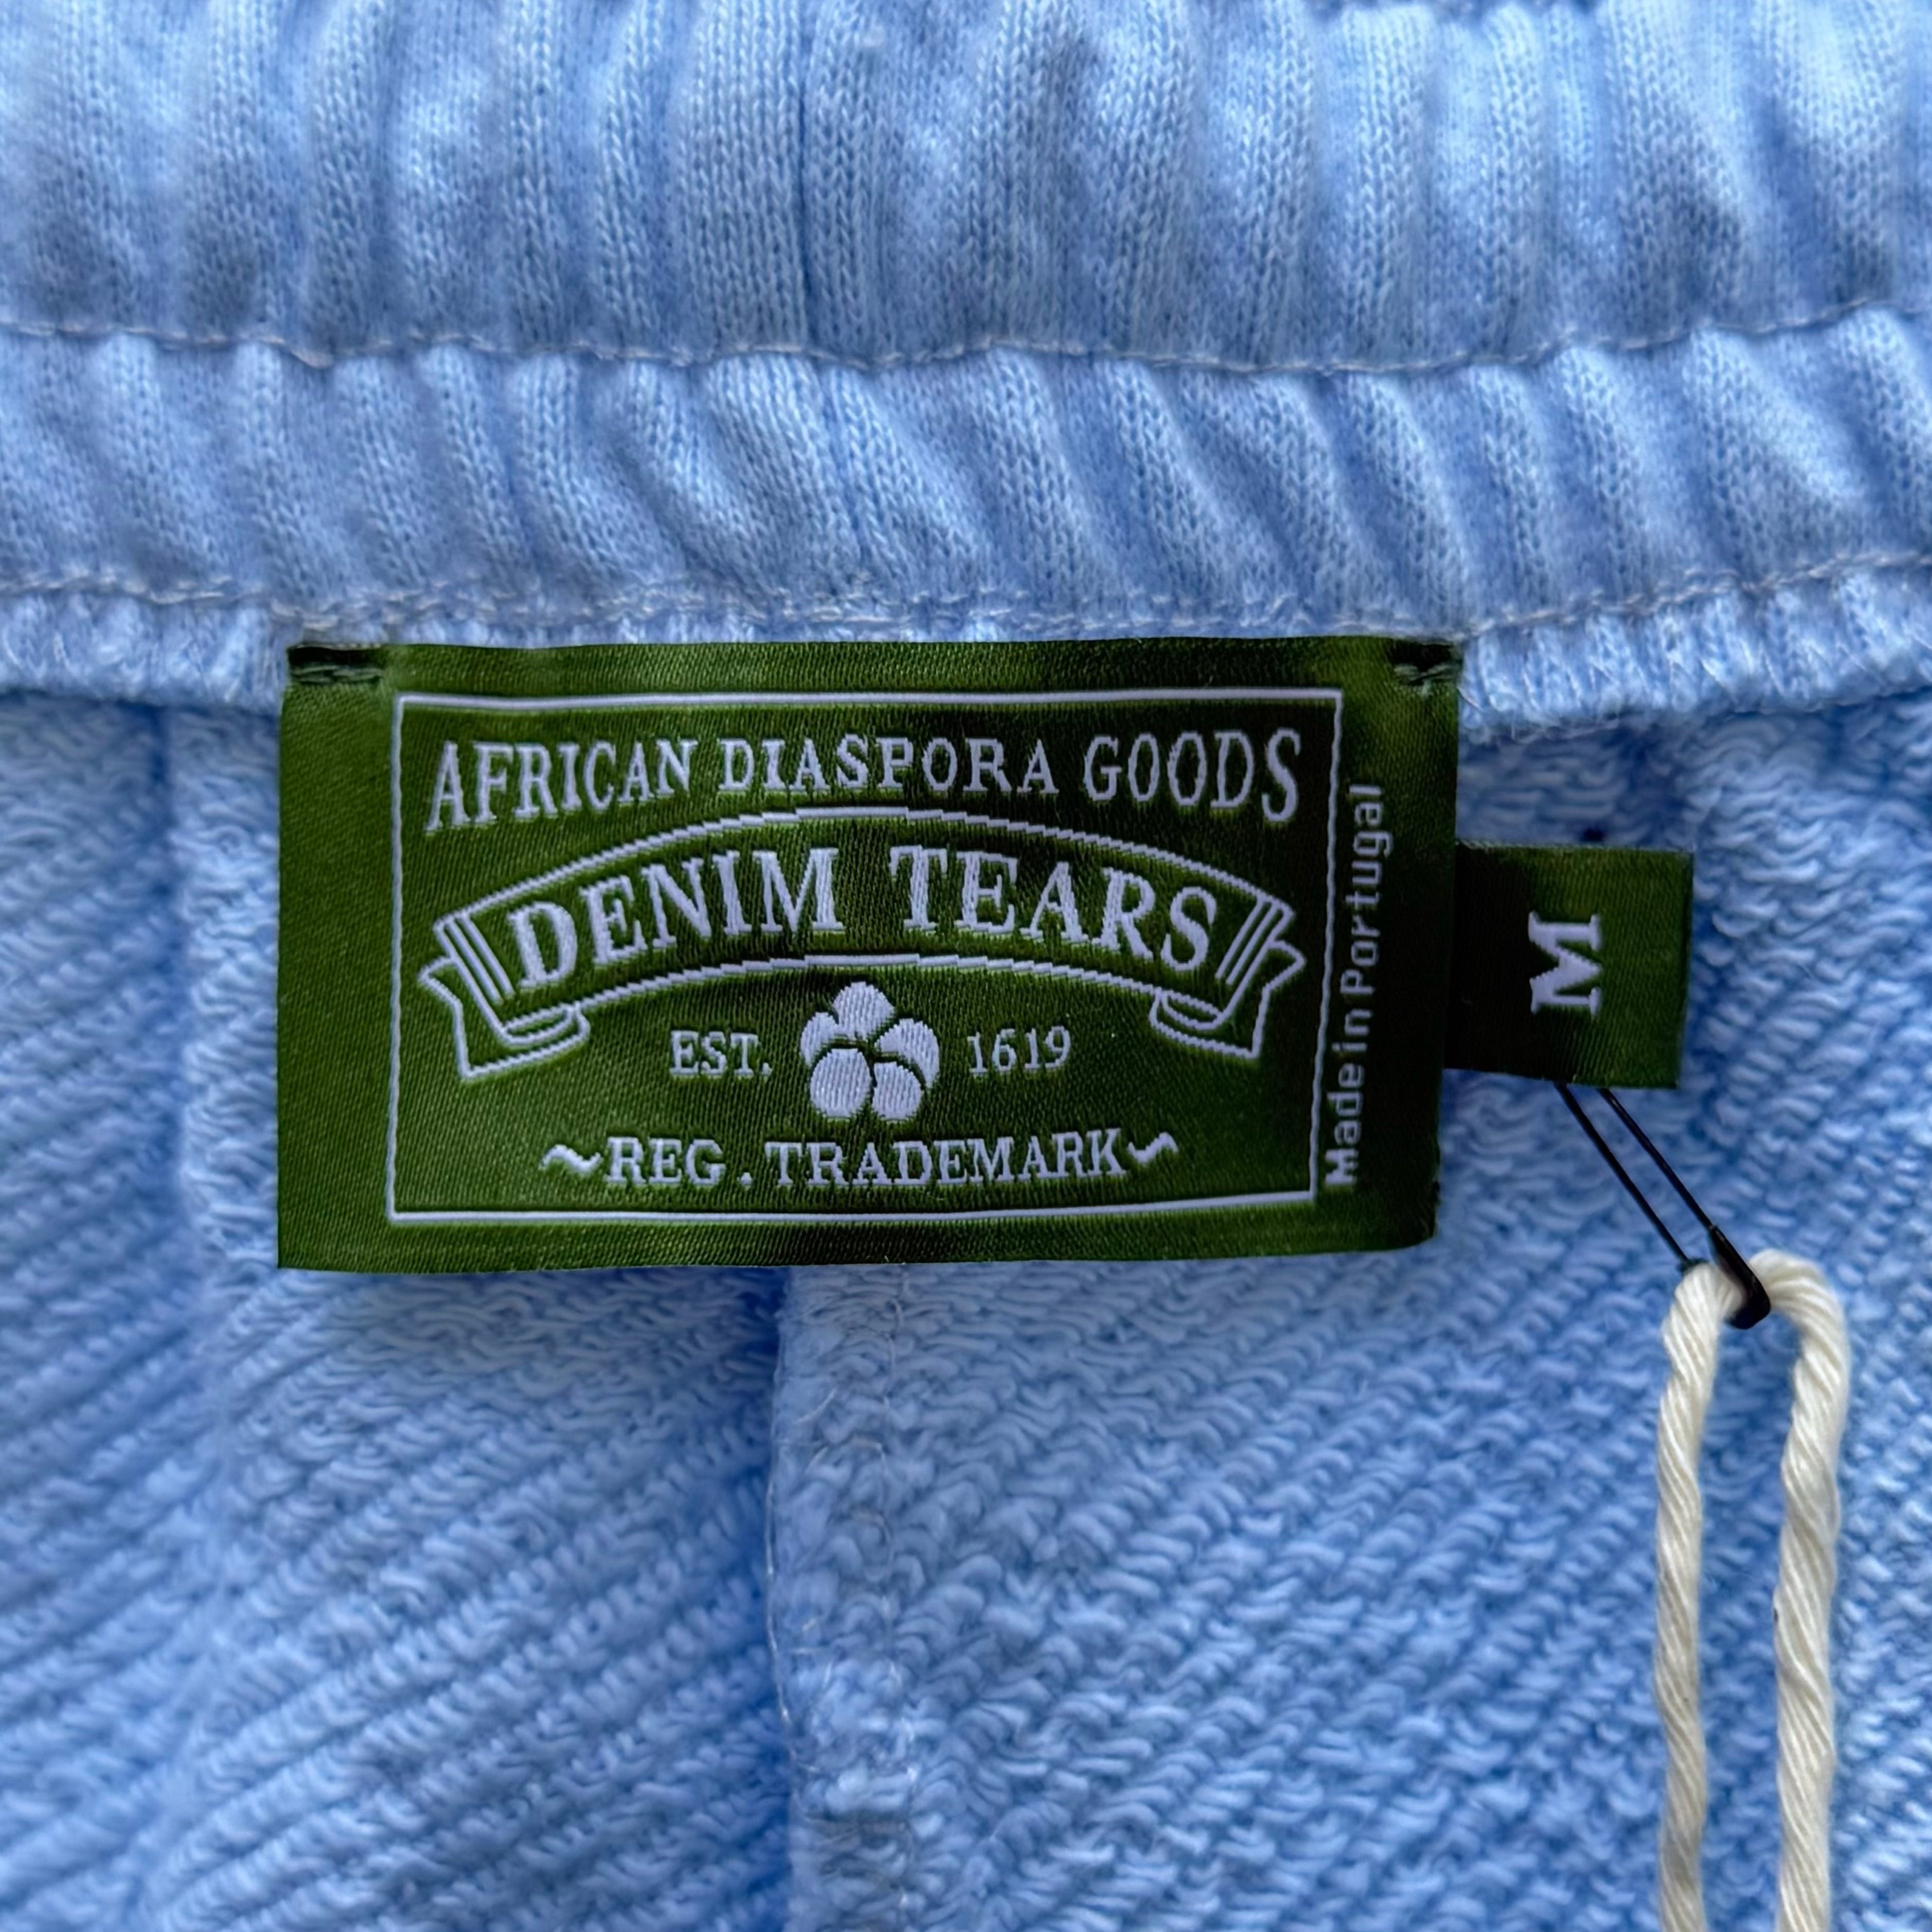 AFRICAN DIASPORA GOODS
DENIM TEARS
EST. 1619
~REG. TRADEMARK~
Made in Portugal
M